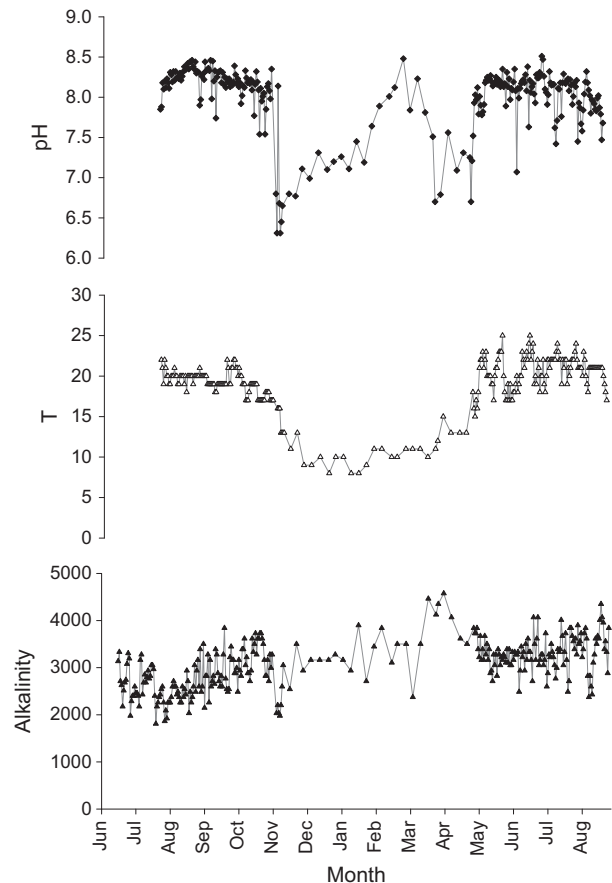 9.0
8.5
8.0
7.5
7.0
6.5
6.0
pH
30
25
20
15
10
5
0
T
5000
4000
3000
2000
1000
0
Alkalinity
Jun
Jul
Aug
Sep
Oct
Nov
Dec
Jan
Feb
Mar
Apr
May
Jun
Jul
Aug
Month